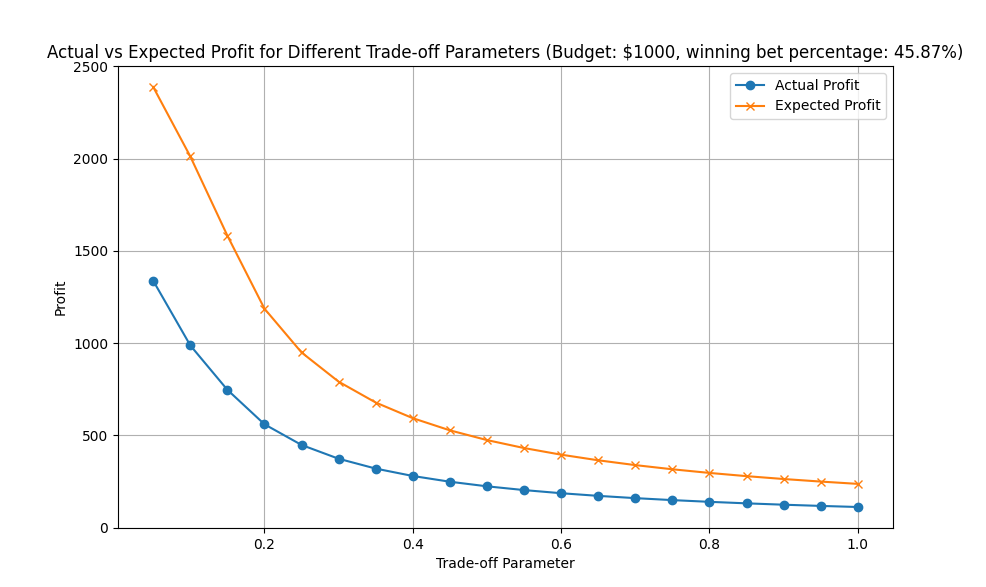 Actual vs Expected Profit for Different Trade-off Parameters (Budget: $1000, winning bet percentage: 45.87%)
Actual Profit
Expected Profit
Profit
2500
2000
1500
1000
500
0
0.2
0.4
0.6
0.8
1.0
Trade-off Parameter